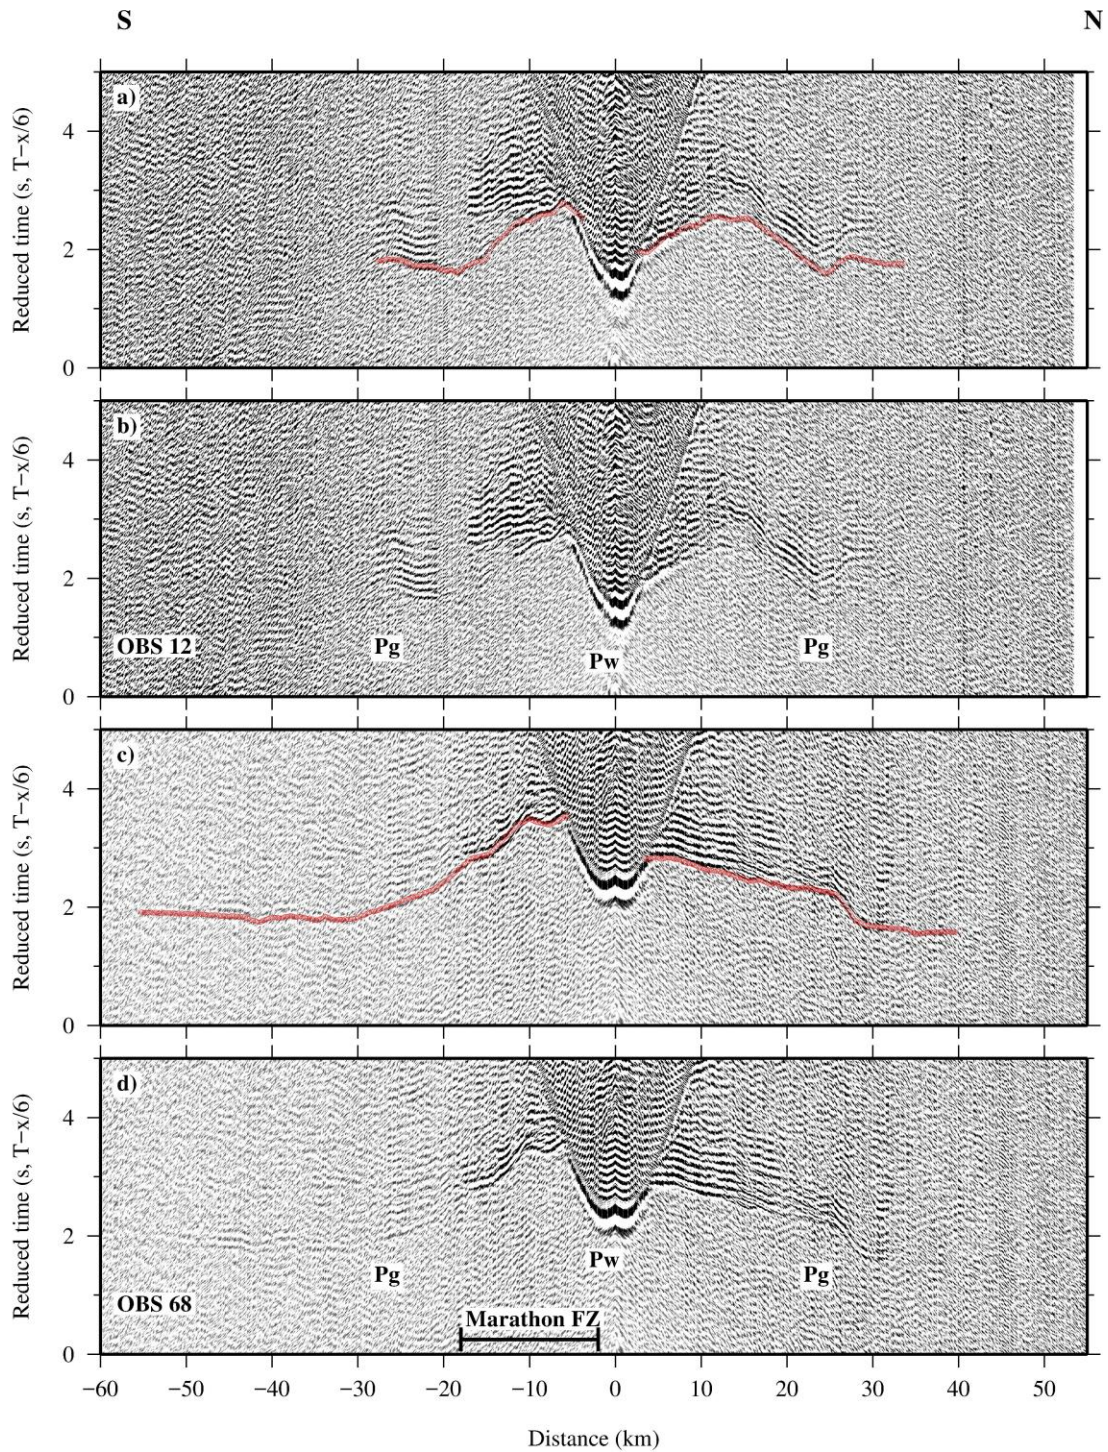 S N
a)
Reduced time (s, T−x/6)
4
2
0
b)
Reduced time (s, T−x/6)
4
2
0
OBS 12
Pg Pw Pg
c)
Reduced time (s, T−x/6)
4
2
0
d)
Reduced time (s, T−x/6)
4
2
0
Pg Pw Pg
OBS 68
Marathon FZ
−60 −50 −40 −30 −20 −10 0 10 20 30 40 50
Distance (km)